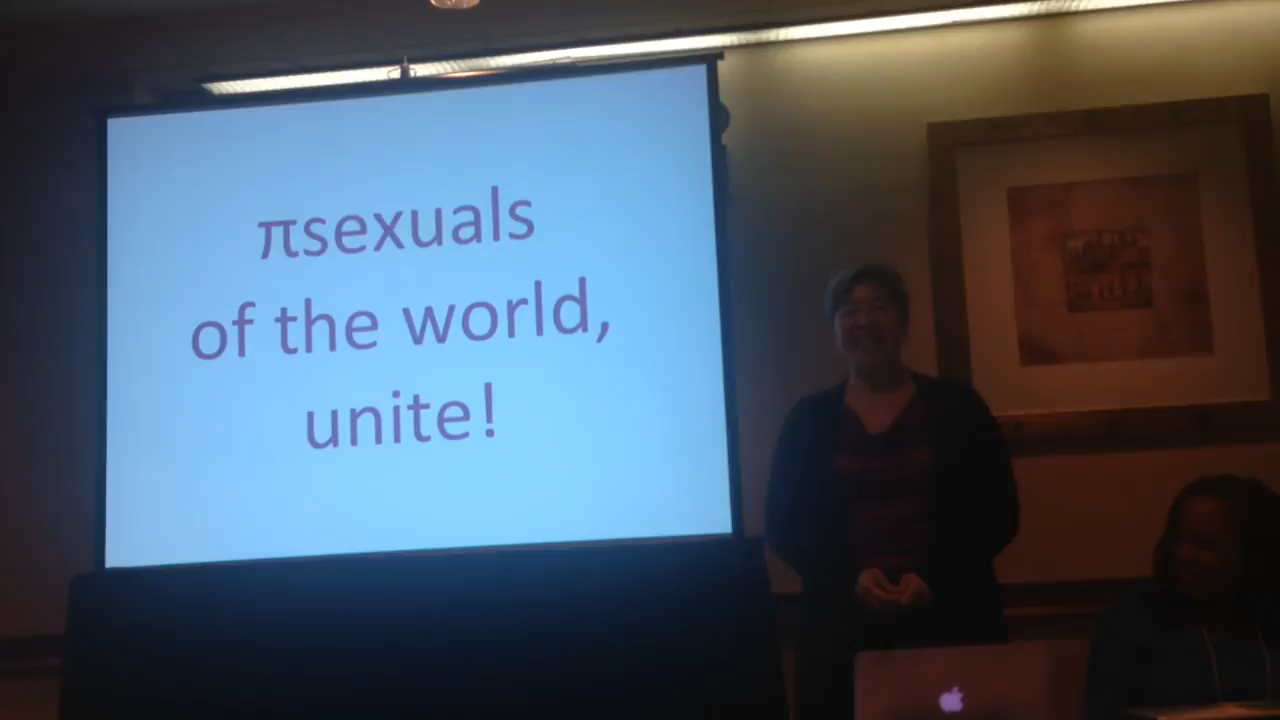 πsexuals
of the world,
unite!